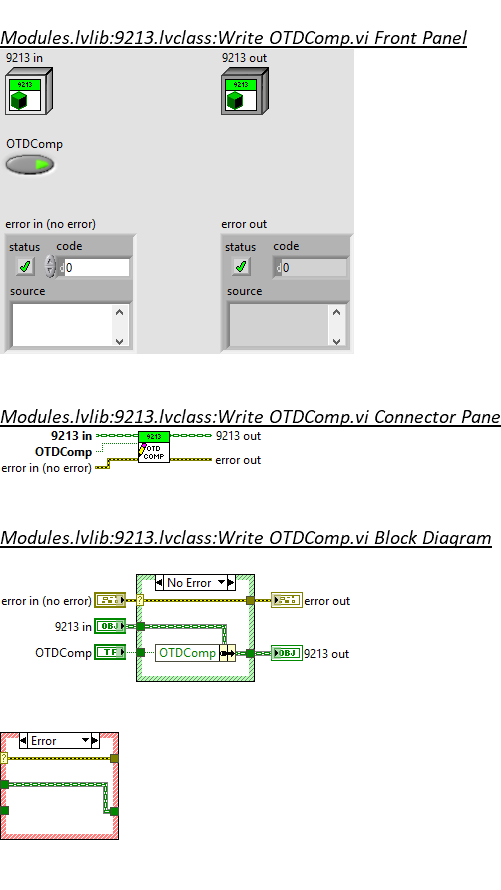 Modules.lvlib:9213.lvclass:Write OTDComp.vi Front Panel
9213 in 9213 out
9213 9213
OTDComp
error in (no error) error out
status code status code
d 0 d 0
source source
Modules.lvlib:9213.lvclass:Write OTDComp.vi Connector Pane
9213 in 9213 9213 out
OTDComp OTD
COMP error out
error in (no error)
Modules.lvlib:9213.lvclass:Write OTDComp.vi Block Diagram
No Error
error in (no error) ? error out
9213 in OBJ
OTDComp TF OTDComp OBJ 9213 out
Error
?